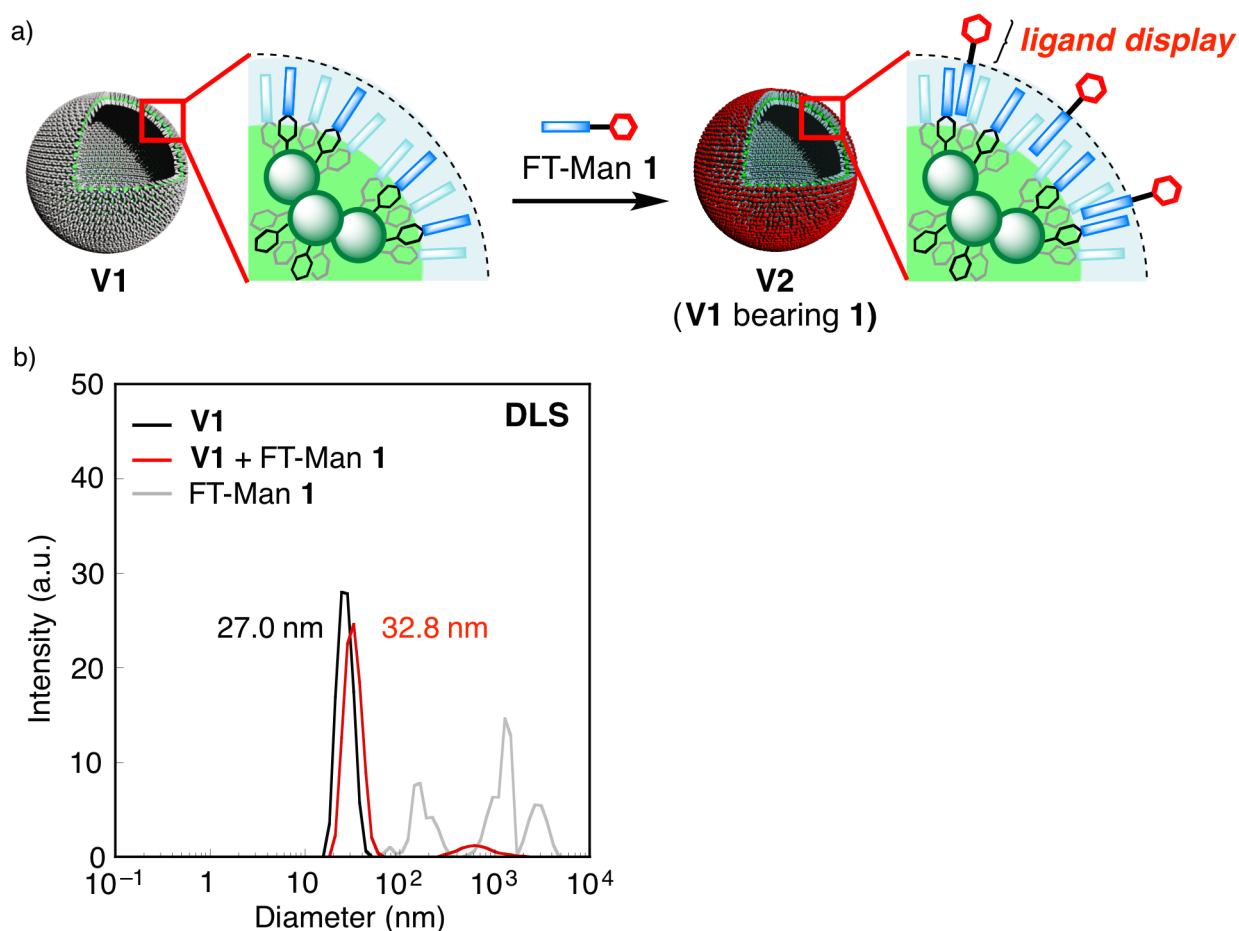 a)
ligand display
FT-Man 1
V1
V2
(V1 bearing 1)
b)
50
40
30
20
10
0
Intensity (a.u.)
DLS
V1
V1 + FT-Man 1
FT-Man 1
27.0 nm
32.8 nm
10⁻¹
1
10
10²
10³
10⁴
Diameter (nm)